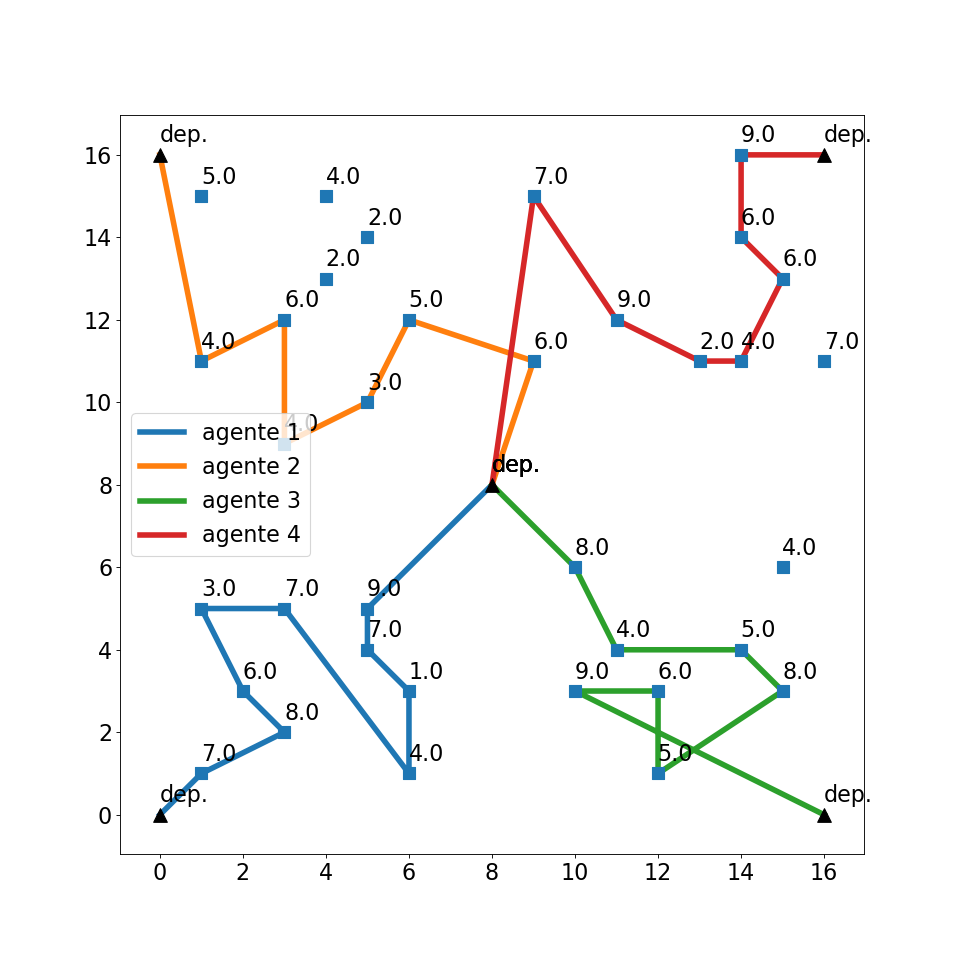 dep. 9.0 dep.
16
5.0 4.0 7.0
2.0 6.0
14
2.0 6.0
6.0 5.0 9.0
12
4.0 6.0 2.0 4.0 7.0
3.0
10
4.0
agente 1
agente 2
agente 3
agente 4
dep.
8
8.0 4.0
6
3.0 7.0 9.0
7.0 4.0 5.0
4
6.0 1.0 9.0 6.0 8.0
8.0
2
7.0 4.0 5.0
dep. dep.
0
0 2 4 6 8 10 12 14 16